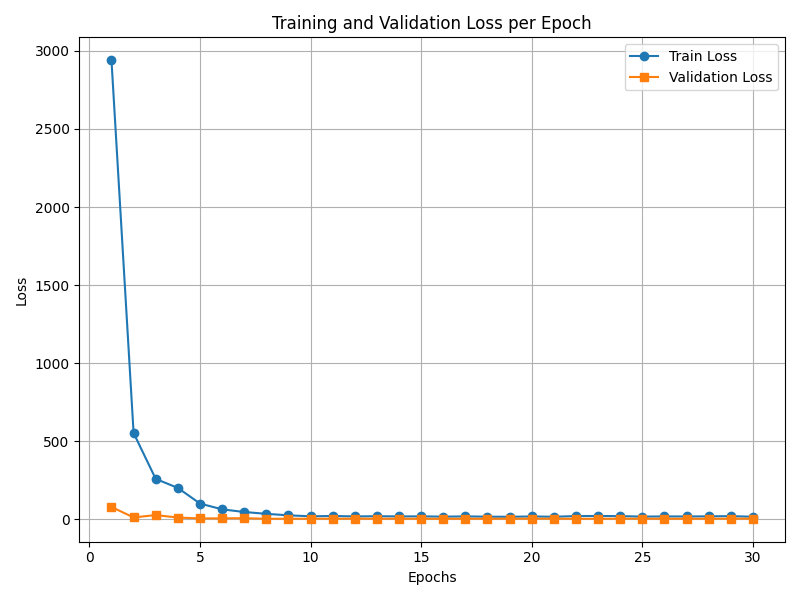 Training and Validation Loss per Epoch
Train Loss
Validation Loss
3000
2500
2000
1500
1000
500
0
Loss
0 5 10 15 20 25 30
Epochs